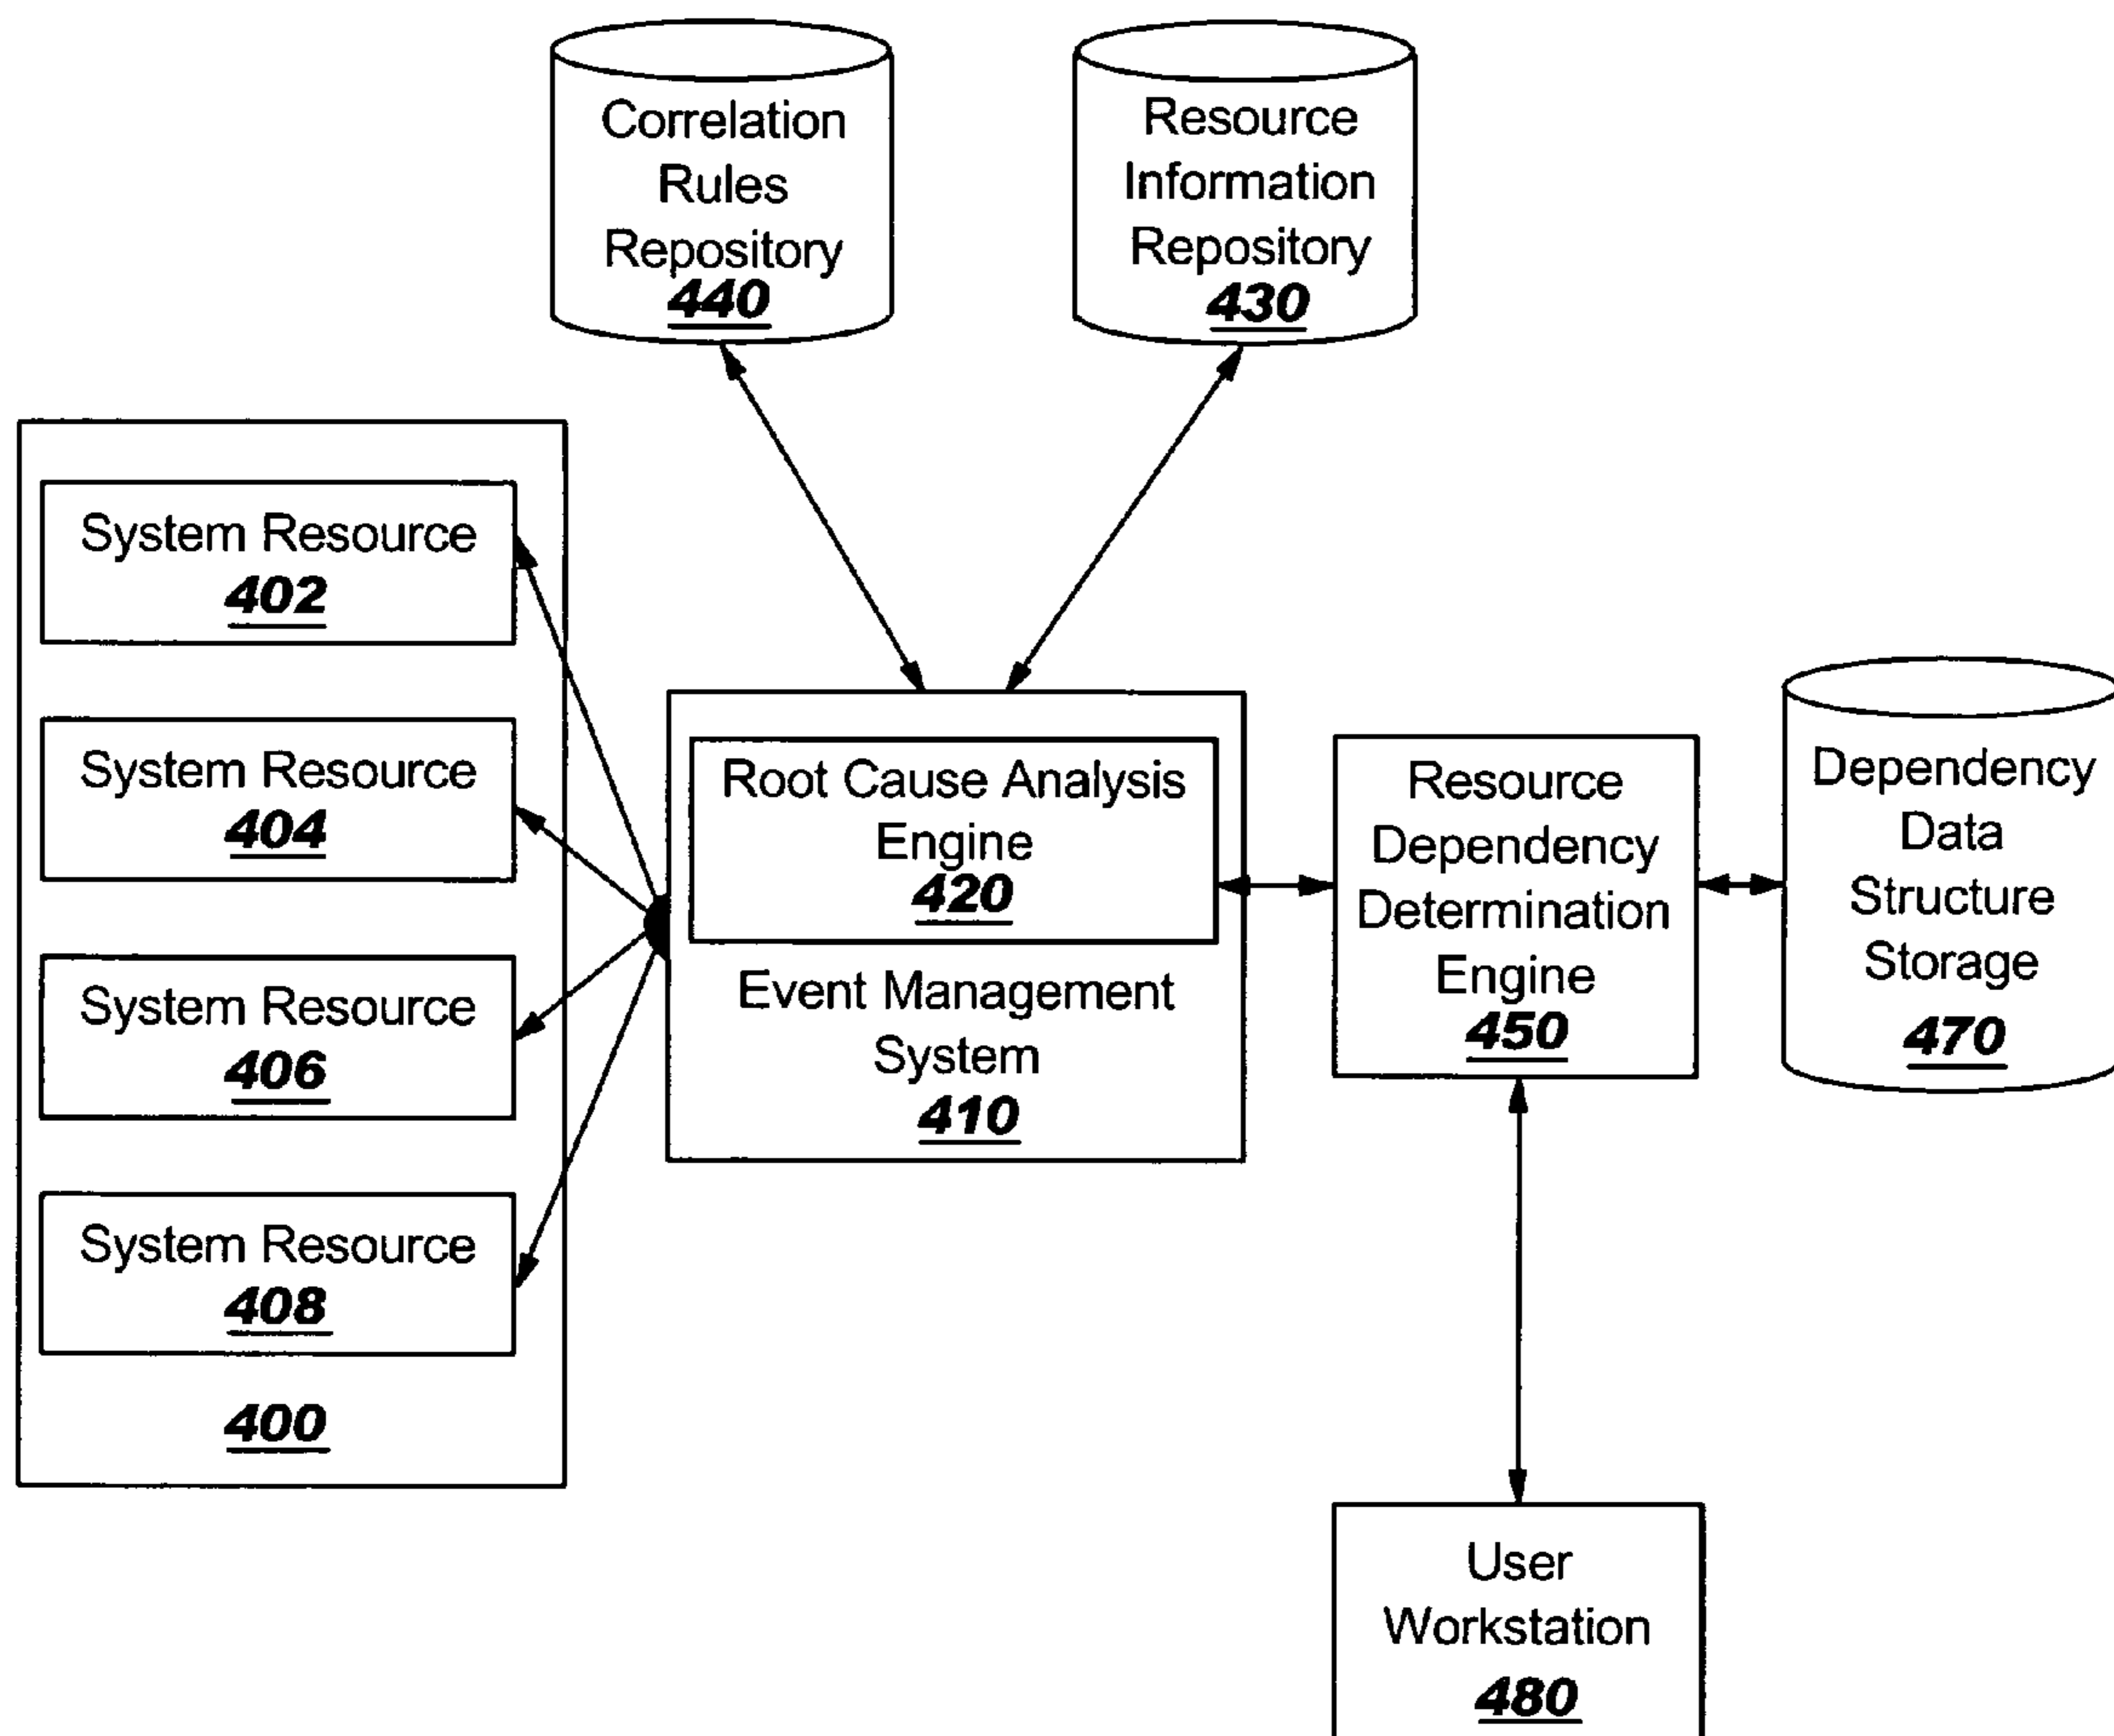 Correlation
Rules
Repository
440
Resource
Information
Repository
430
System Resource
402
System Resource
404
System Resource
406
System Resource
408
400
Root Cause Analysis
Engine
420
Event Management
System
410
Resource
Dependency
Determination
Engine
450
Dependency
Data
Structure
Storage
470
User
Workstation
480